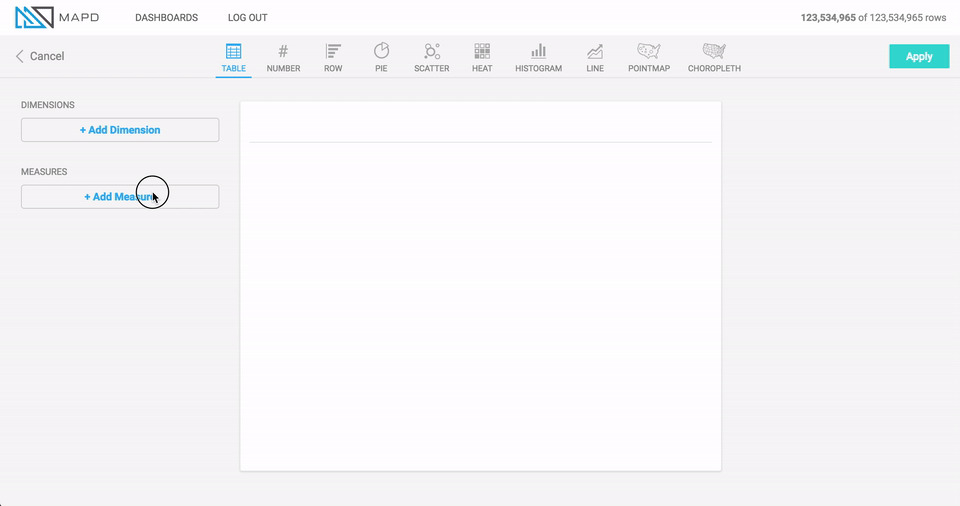 MAPD DASHBOARDS LOG OUT 123,534,965 of 123,534,965 rows
Cancel TABLE # NUMBER ROW PIE SCATTER HEAT HISTOGRAM LINE POINTMAP CHOROPLETH Apply
DIMENSIONS
+ Add Dimension
MEASURES
+ Add Measure